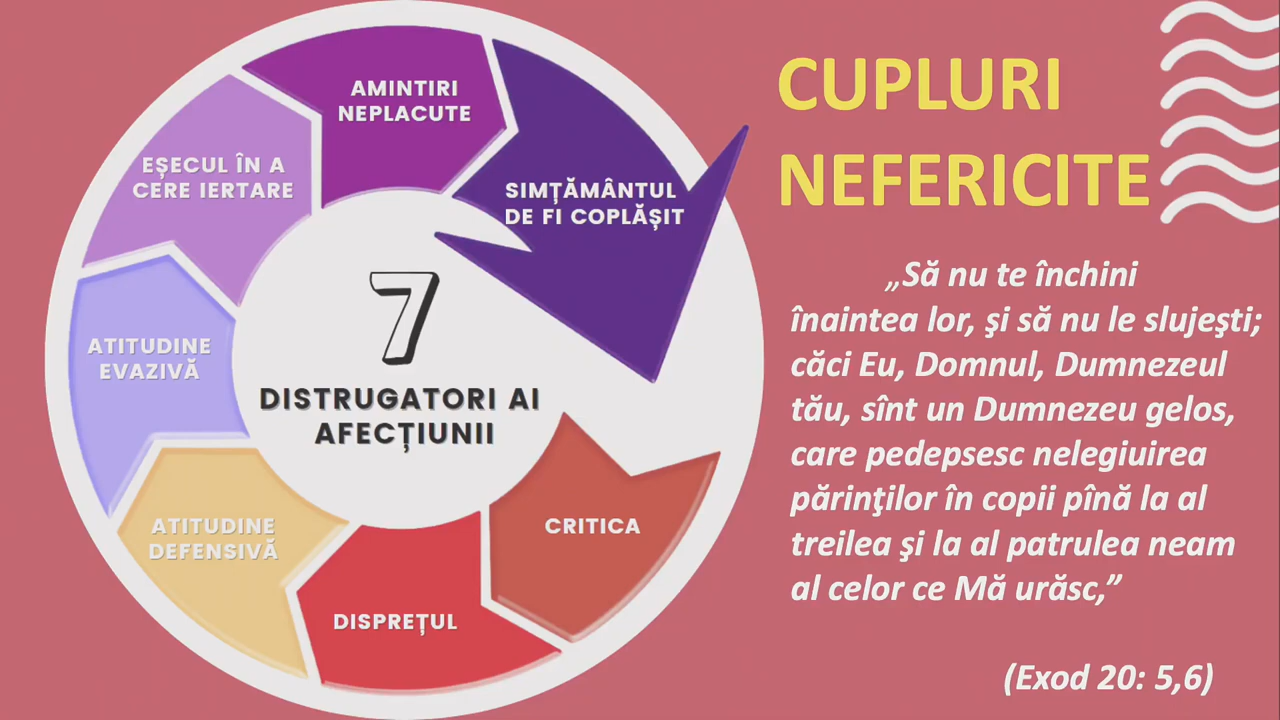 CUPLURI
NEFERICITE
AMINTIRI
NEPLACUTE
SIMȚĂMÂNTUL
DE FI COPLĂȘIT
EȘECUL ÎN A
CERE IERTARE
ATITUDINE
EVAZIVĂ
ATITUDINE
DEFENSIVĂ
DISPREȚUL
CRITICA
7
DISTRUGATORI AI
AFECȚIUNII
„Să nu te închini
înaintea lor, şi să nu le slujeşti;
căci Eu, Domnul, Dumnezeul
tău, sînt un Dumnezeu gelos,
care pedepsesc nelegiuirea
părinţilor în copii pînă la al
treilea şi la al patrulea neam
al celor ce Mă urăsc,”
(Exod 20: 5,6)